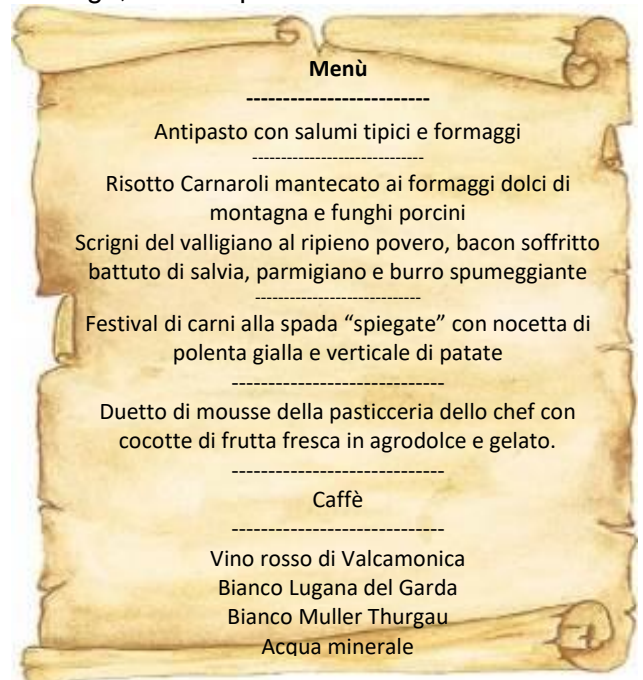 Menù
-------------------------
Antipasto con salumi tipici e formaggi
-----------------------------
Risotto Carnaroli mantecato ai formaggi dolci di
montagna e funghi porcini
Scrigni del valligiano al ripieno povero, bacon soffritto
battuto di salvia, parmigiano e burro spumeggiante
----------------------------
Festival di carni alla spada “spiegate” con nocetta di
polenta gialla e verticale di patate
-----------------------------
Duetto di mousse della pasticceria dello chef con
cocotte di frutta fresca in agrodolce e gelato.
-----------------------------
Caffè
-----------------------------
Vino rosso di Valcamonica
Bianco Lugana del Garda
Bianco Muller Thurgau
Acqua minerale